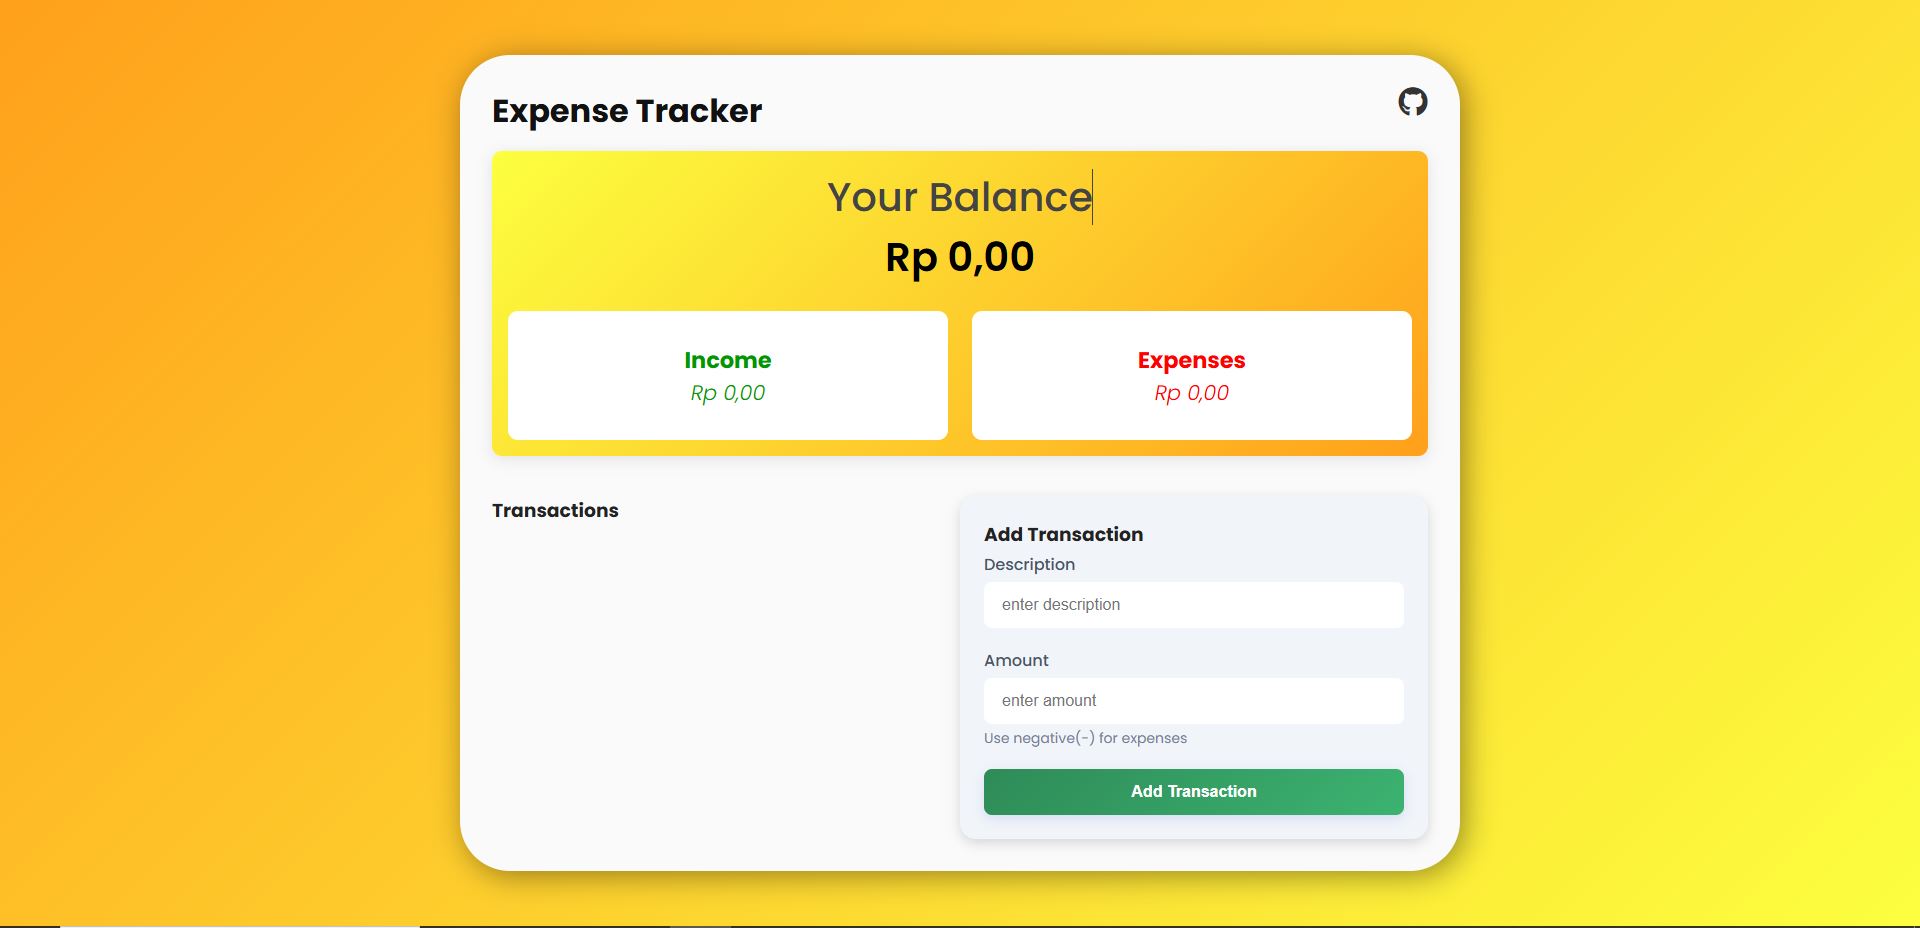 Expense Tracker
Your Balance
Rp 0,00
Income
Rp 0,00
Expenses
Rp 0,00
Transactions
Add Transaction
Description
enter description
Amount
enter amount
Use negative(-) for expenses
Add Transaction